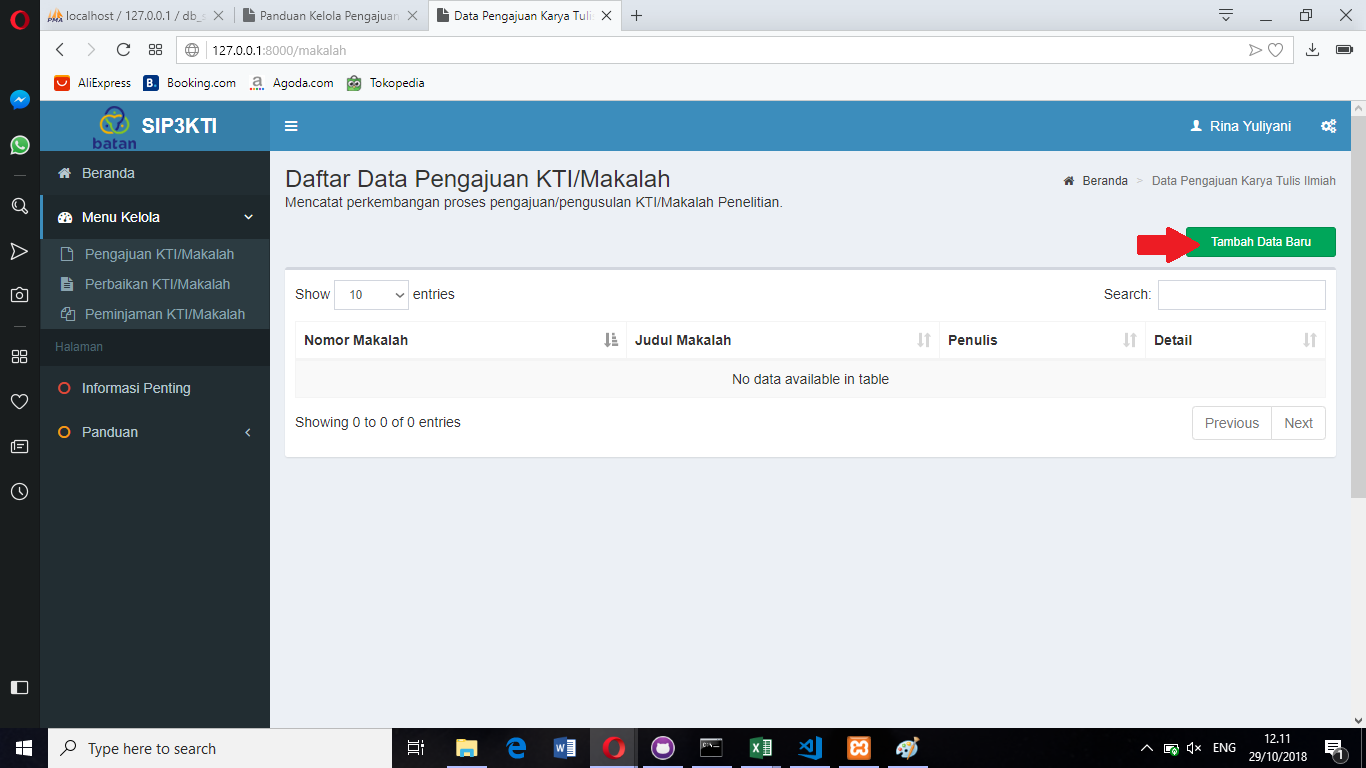 localhost / 127.0.0.1 / db_s
Panduan Kelola Pengajuan
Data Pengajuan Karya Tulis
127.0.0.1:8000/makalah
AliExpress
B. Booking.com
a Agoda.com
Tokopedia
batan
SIP3KTI
Rina Yuliyani
Beranda
Menu Kelola
Pengajuan KTI/Makalah
Perbaikan KTI/Makalah
Peminjaman KTI/Makalah
Halaman
Informasi Penting
Panduan
Daftar Data Pengajuan KTI/Makalah
Mencatat perkembangan proses pengajuan/pengusulan KTI/Makalah Penelitian.
Beranda > Data Pengajuan Karya Tulis Ilmiah
Tambah Data Baru
Show 10 entries
Search:
Nomor Makalah Judul Makalah Penulis Detail
No data available in table
Showing 0 to 0 of 0 entries
Previous Next
Type here to search
ENG
12.11
29/10/2018
1